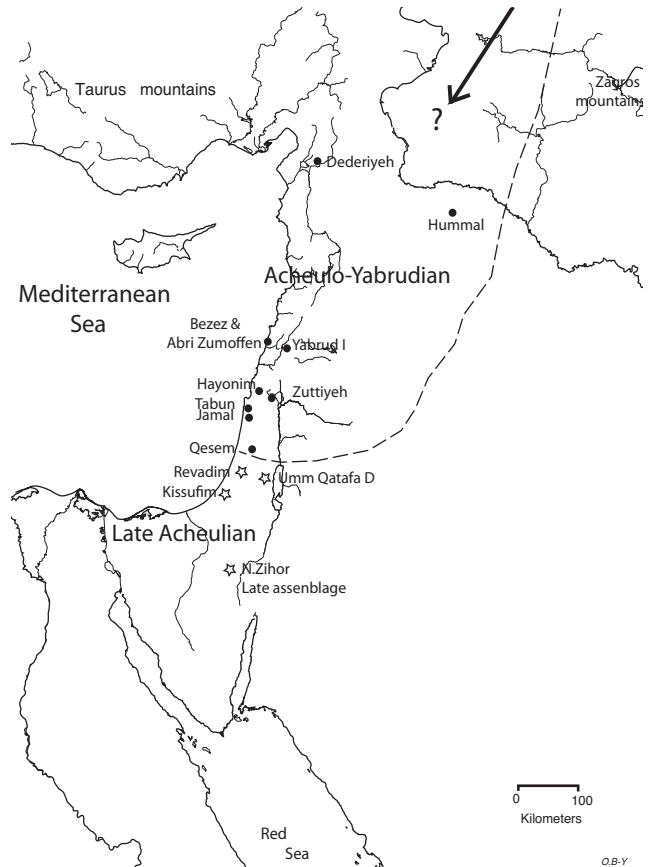 Taurus mountains
Zagros
mountains
?
Dederiyeh
Hummal
Acheulo-Yabrudian
Mediterranean
Sea
Bezez &
Abri Zumoffen
Yabrud I
Hayonim
Zuttiyeh
Tabun
Jamal
Qesem
Revadim
Umm Qatafa D
Kissufim
Late Acheulian
N.Zihor
Late assenblage
0 100
Kilometers
Red
Sea
O.B-Y